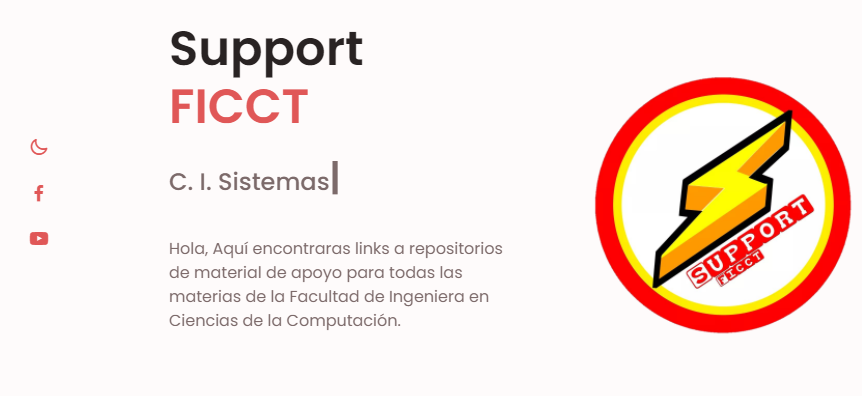 Support
FICCT
C. I. Sistemas
Hola, Aquí encontraras links a repositorios
de material de apoyo para todas las
materias de la Facultad de Ingeniera en
Ciencias de la Computación.
SUPPORT
FICCT